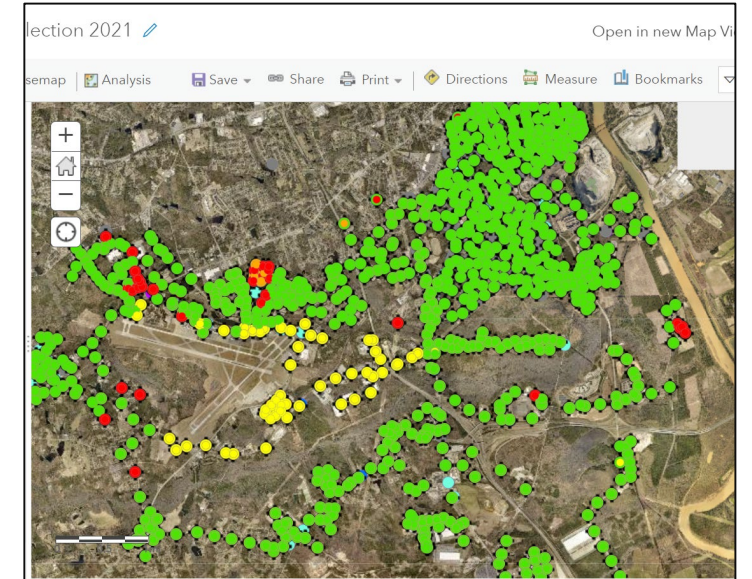 lection 2021
Open in new Map Vi
semap Analysis Save Share Print Directions Measure Bookmarks